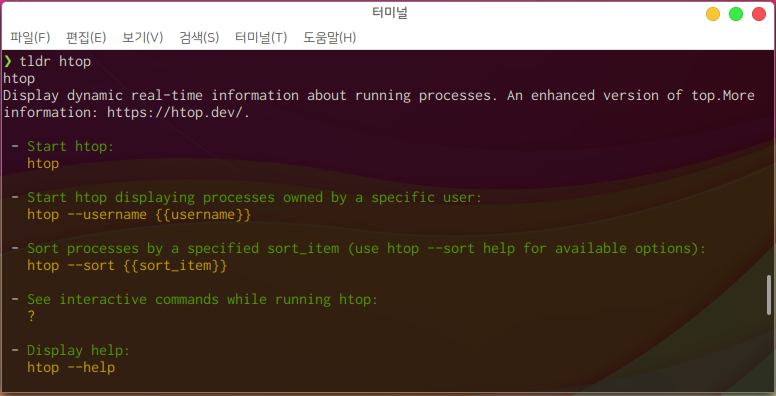 터미널
파일(F) 편집(E) 보기(V) 검색(S) 터미널(T) 도움말(H)
❯ tldr htop
htop
Display dynamic real-time information about running processes. An enhanced version of top.More
information: https://htop.dev/.
- Start htop:
htop
- Start htop displaying processes owned by a specific user:
htop --username {{username}}
- Sort processes by a specified sort_item (use htop --sort help for available options):
htop --sort {{sort_item}}
- See interactive commands while running htop:
?
- Display help:
htop --help